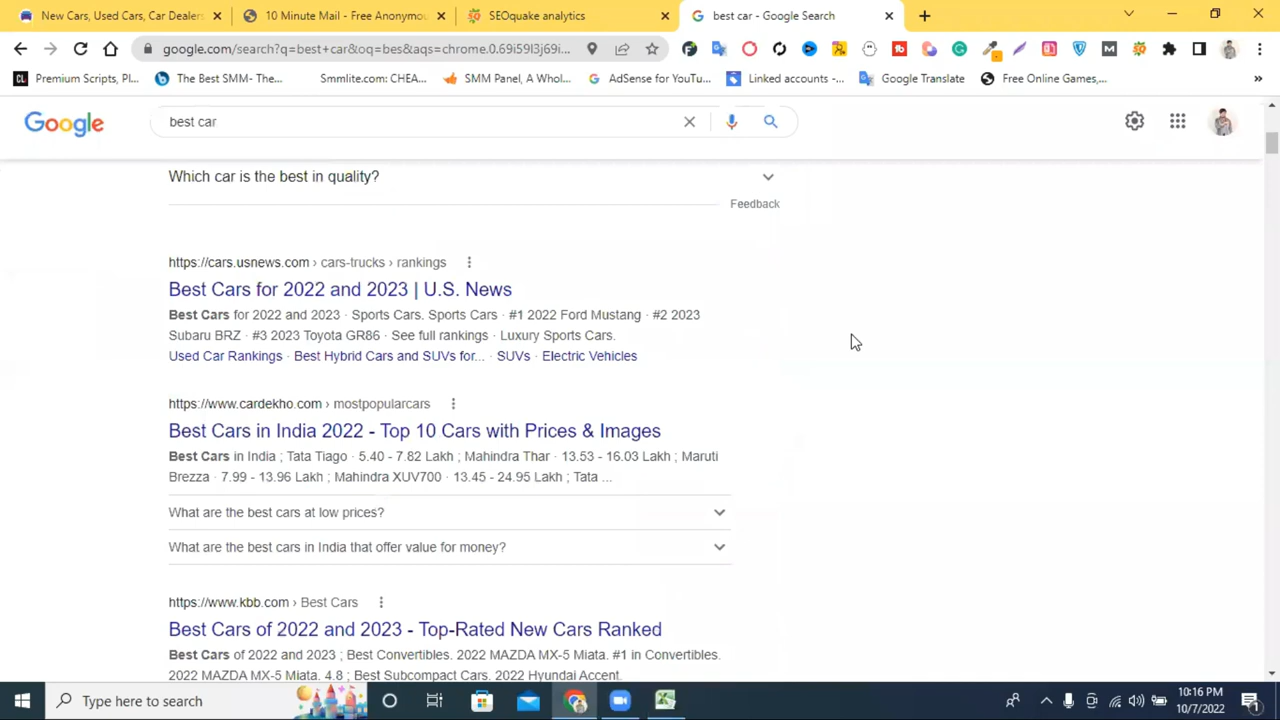 New Cars, Used Cars, Car Dealers
10 Minute Mail - Free Anonymou
SEOquake analytics
best car - Google Search
google.com/search?q=best+car&oq=bes&aqs=chrome.0.69i59l3j69i...
Premium Scripts, Pl...
The Best SMM- The...
Smmlite.com: CHEA...
SMM Panel, A Whol...
AdSense for YouTu...
Linked accounts -...
Google Translate
Free Online Games,...
Google
best car
Which car is the best in quality?
Feedback
https://cars.usnews.com › cars-trucks › rankings
Best Cars for 2022 and 2023 | U.S. News
Best Cars for 2022 and 2023 · Sports Cars. Sports Cars · #1 2022 Ford Mustang · #2 2023
Subaru BRZ · #3 2023 Toyota GR86 · See full rankings · Luxury Sports Cars.
Used Car Rankings · Best Hybrid Cars and SUVs for... · SUVs · Electric Vehicles
https://www.cardekho.com › mostpopularcars
Best Cars in India 2022 - Top 10 Cars with Prices & Images
Best Cars in India ; Tata Tiago · 5.40 - 7.82 Lakh ; Mahindra Thar · 13.53 - 16.03 Lakh ; Maruti
Brezza · 7.99 - 13.96 Lakh ; Mahindra XUV700 · 13.45 - 24.95 Lakh ; Tata ...
What are the best cars at low prices?
What are the best cars in India that offer value for money?
https://www.kbb.com › Best Cars
Best Cars of 2022 and 2023 - Top-Rated New Cars Ranked
Best Cars of 2022 and 2023 ; Best Convertibles. 2022 MAZDA MX-5 Miata. #1 in Convertibles.
2022 MAZDA MX-5 Miata. 4.8 ; Best Subcompact Cars. 2022 Hyundai Accent.
Type here to search
10:16 PM
10/7/2022